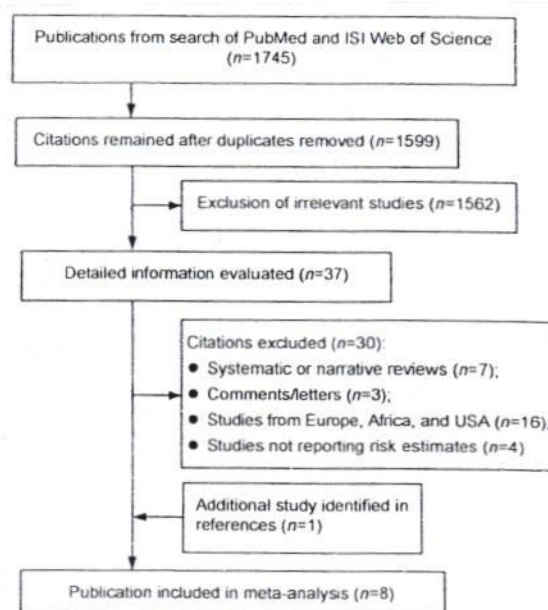 Publications from search of PubMed and ISI Web of Science
(n=1745)
Citations remained after duplicates removed (n=1599)
Exclusion of irrelevant studies (n=1562)
Detailed information evaluated (n=37)
Citations excluded (n=30):
● Systematic or narrative reviews (n=7);
● Comments/letters (n=3);
● Studies from Europe, Africa, and USA (n=16);
● Studies not reporting risk estimates (n=4)
Additional study identified in
references (n=1)
Publication included in meta-analysis (n=8)